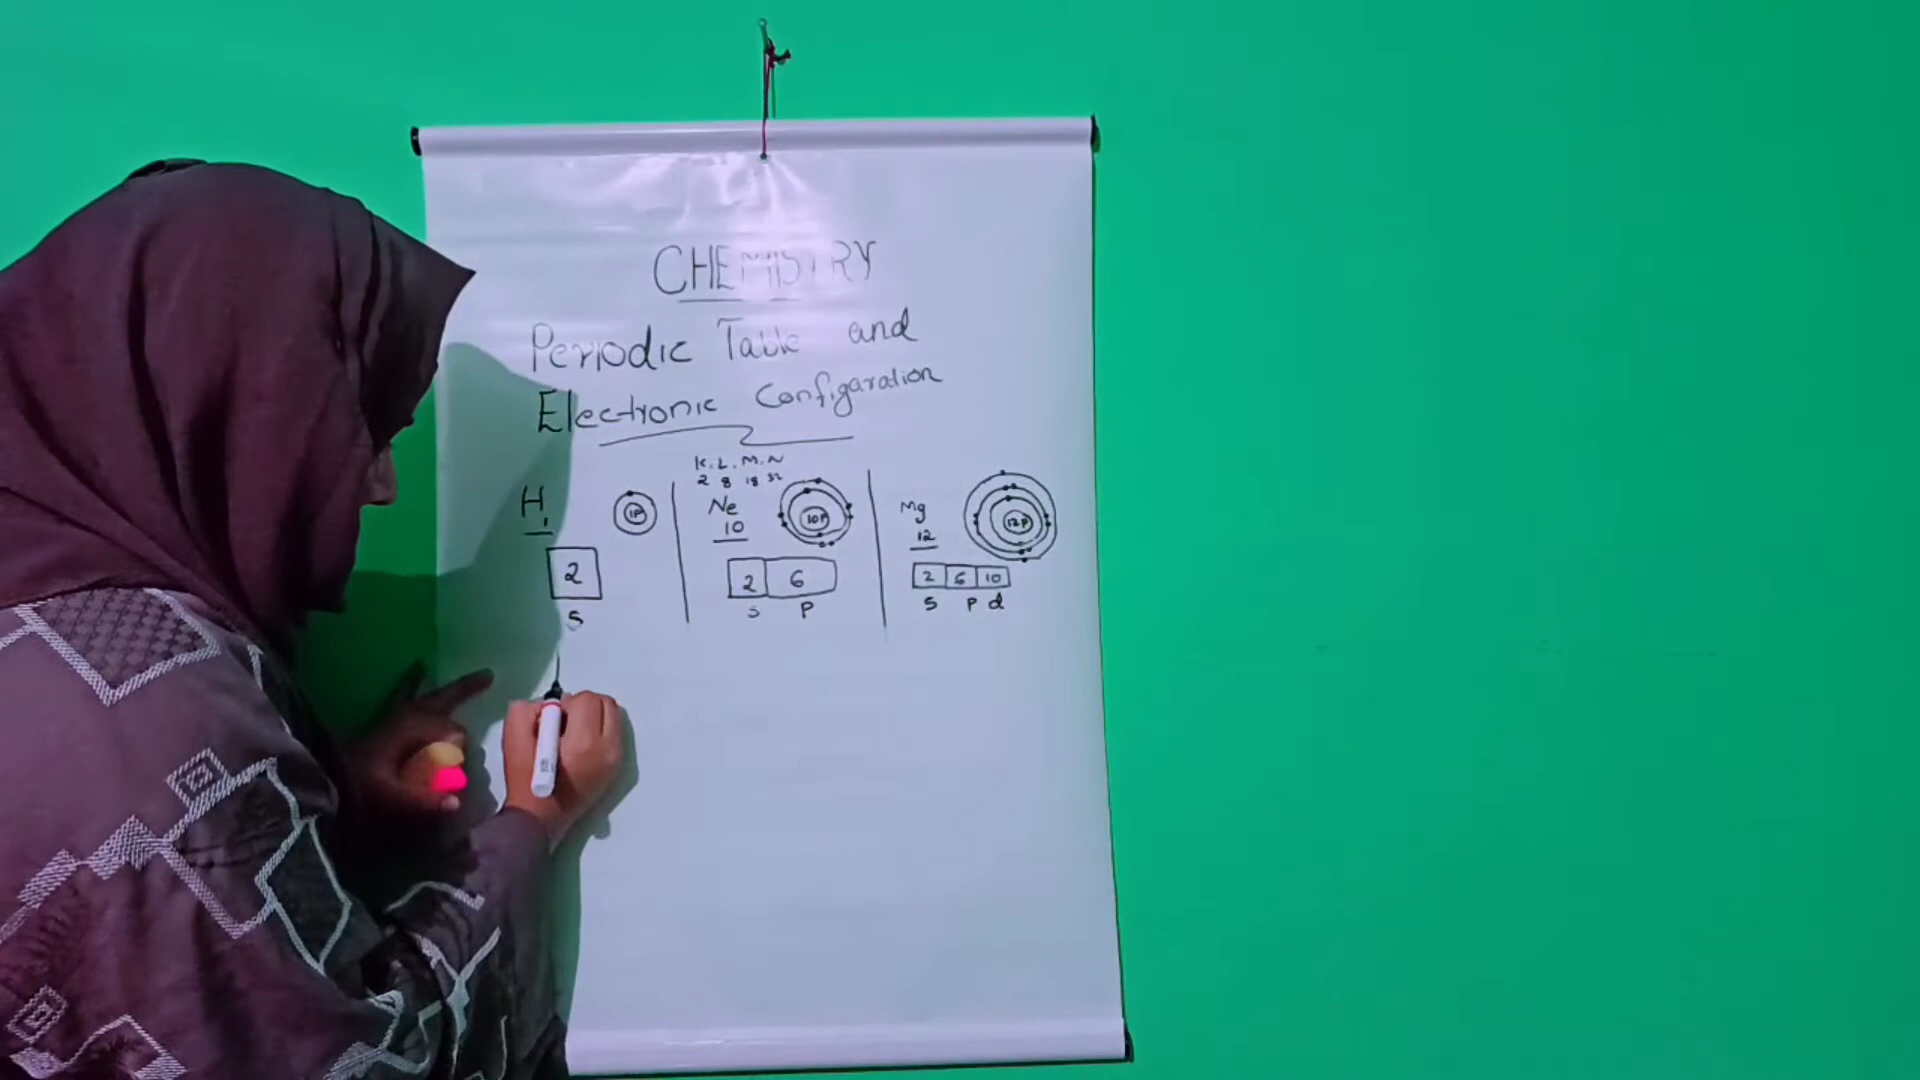 CHEMISTRY
Periodic Table and
Electronic Configaration
K. L. M. N
2 8 18 32
H 1
1P
Ne
10
10P
Mg
12
12P
2
S
2 6
S P
2 6 10
S P d